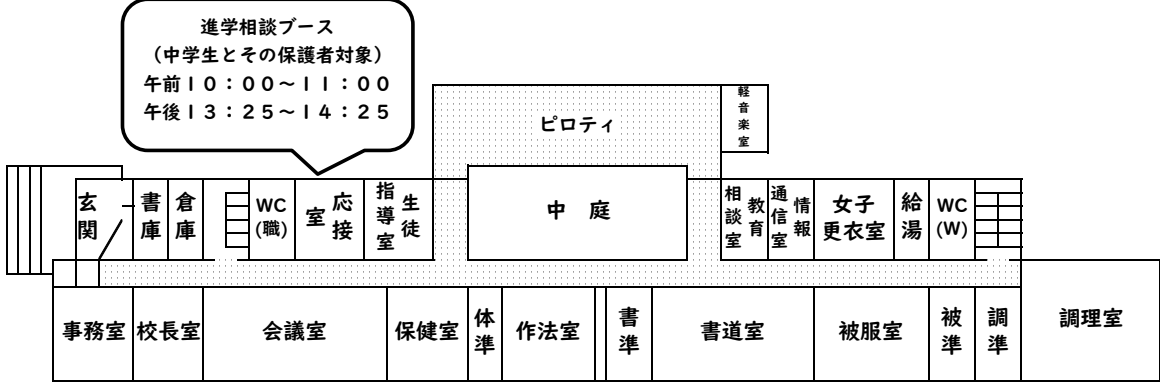 進学相談ブース
（中学生とその保護者対象）
午前１０：００～１１：００
午後１３：２５～１４：２５
軽音楽室
ピロティ
玄関
書庫
倉庫
WC
(職)
応接室
生徒指導室
中 庭
教育相談室
情報通信室
女子
更衣室
給湯
WC
(W)
事務室
校長室
会議室
保健室
体準
作法室
書準
書道室
被服室
被準
調準
調理室